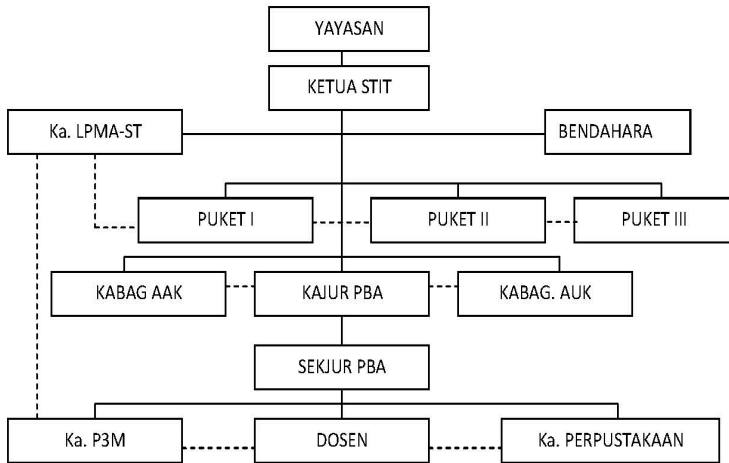 YAYASAN
KETUA STIT
Ka. LPMA-ST
BENDAHARA
PUKET I
PUKET II
PUKET III
KABAG AAK
KAJUR PBA
KABAG. AUK
SEKJUR PBA
Ka. P3M
DOSEN
Ka. PERPUSTAKAAN